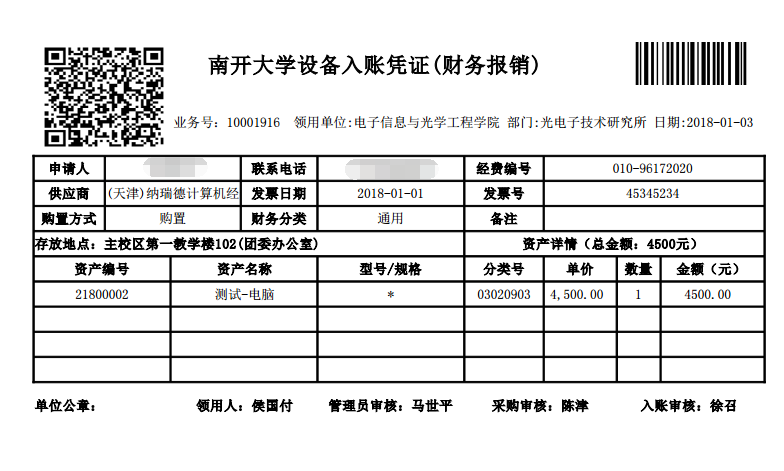 南开大学设备入账凭证(财务报销)
业务号: 10001916 领用单位:电子信息与光学工程学院 部门:光电子技术研究所 日期:2018-01-03
申请人 联系电话 经费编号 010-96172020
供应商 (天津)纳瑞德计算机经 发票日期 2018-01-01 发票号 45345234
购置方式 购置 财务分类 通用 备注
存放地点: 主校区第一教学楼102(团委办公室) 资产详情（总金额: 4500元）
资产编号 资产名称 型号/规格 分类号 单价 数量 金额（元）
21800002 测试-电脑 * 03020903 4,500.00 1 4500.00
单位公章: 领用人: 侯国付 管理员审核: 马世平 采购审核: 陈津 入账审核: 徐召